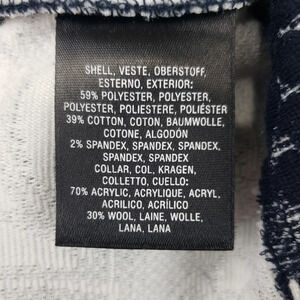 SHELL, VESTE, OBERSTOFF,
ESTERNO, EXTERIOR:
59% POLYESTER, POLYESTER,
POLYESTER, POLIESTERE, POLIÉSTER
39% COTTON, COTON, BAUMWOLLE,
COTONE, ALGODÓN
2% SPANDEX, SPANDEX, SPANDEX,
SPANDEX, SPANDEX
COLLAR, COL, KRAGEN,
COLLETTO, CUELLO:
70% ACRYLIC, ACRYLIQUE, ACRYL,
ACRILICO, ACRÍLICO
30% WOOL, LAINE, WOLLE,
LANA, LANA